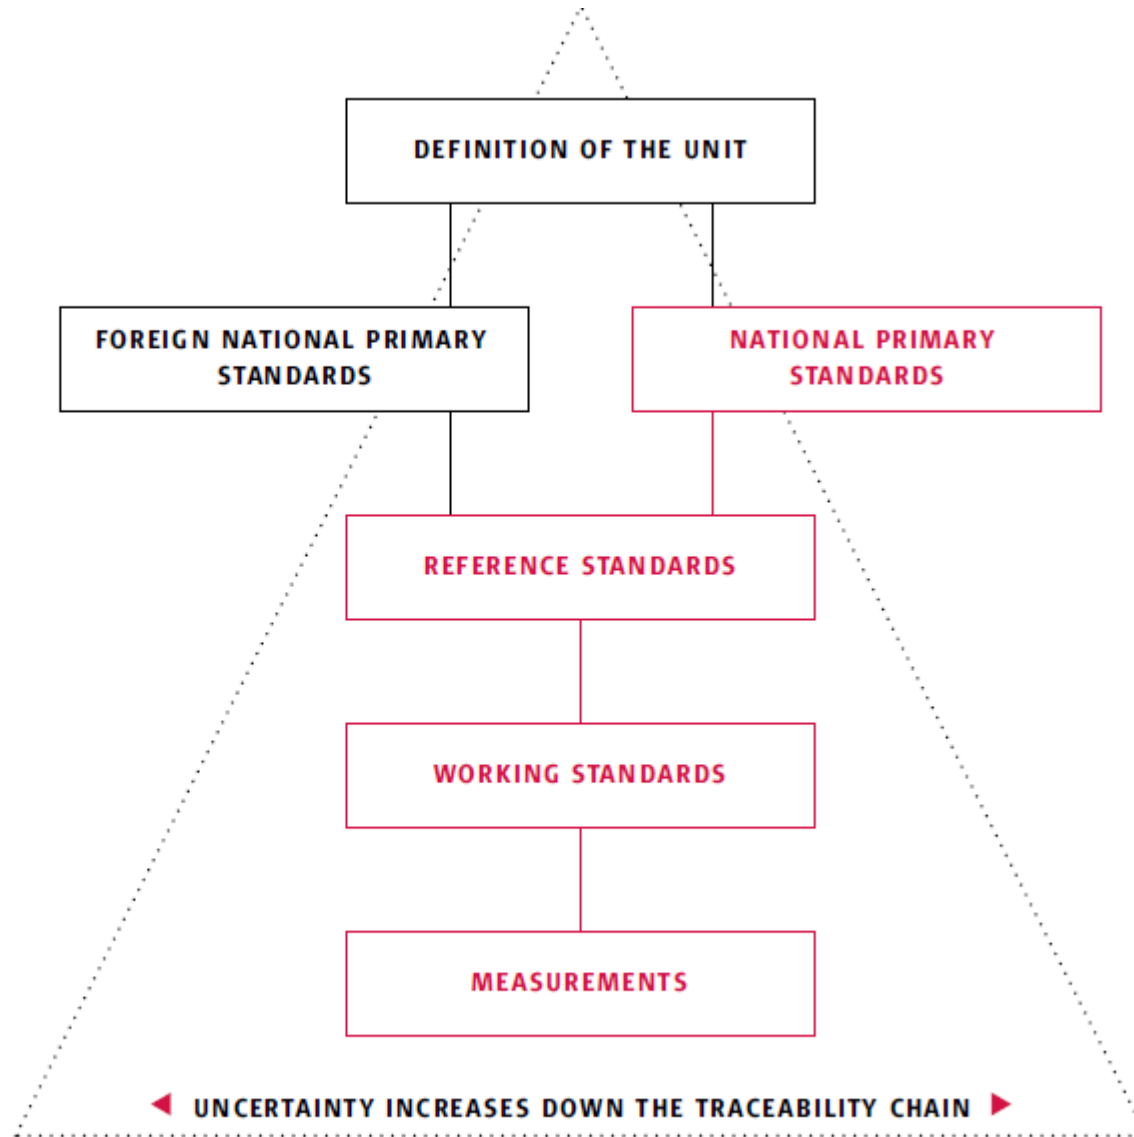 DEFINITION OF THE UNIT
FOREIGN NATIONAL PRIMARY
STANDARDS
NATIONAL PRIMARY
STANDARDS
REFERENCE STANDARDS
WORKING STANDARDS
MEASUREMENTS
UNCERTAINTY INCREASES DOWN THE TRACEABILITY CHAIN